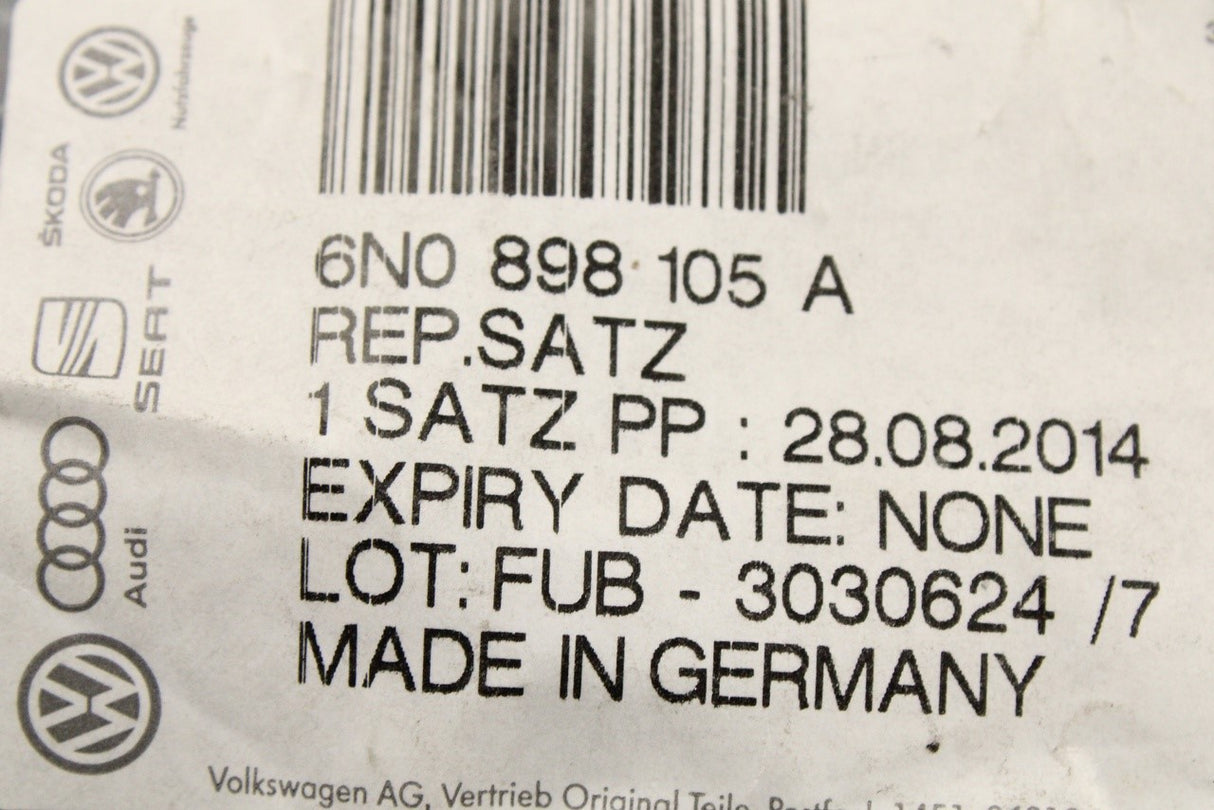 6N0 898 105 A
REP.SATZ
1 SATZ PP : 28.08.2014
EXPIRY DATE: NONE
LOT: FUB - 3030624 /7
MADE IN GERMANY
Volkswagen AG, Vertrieb Original Teile,
Nutzfahrzeuge
ŠKODA
SEAT
Audi